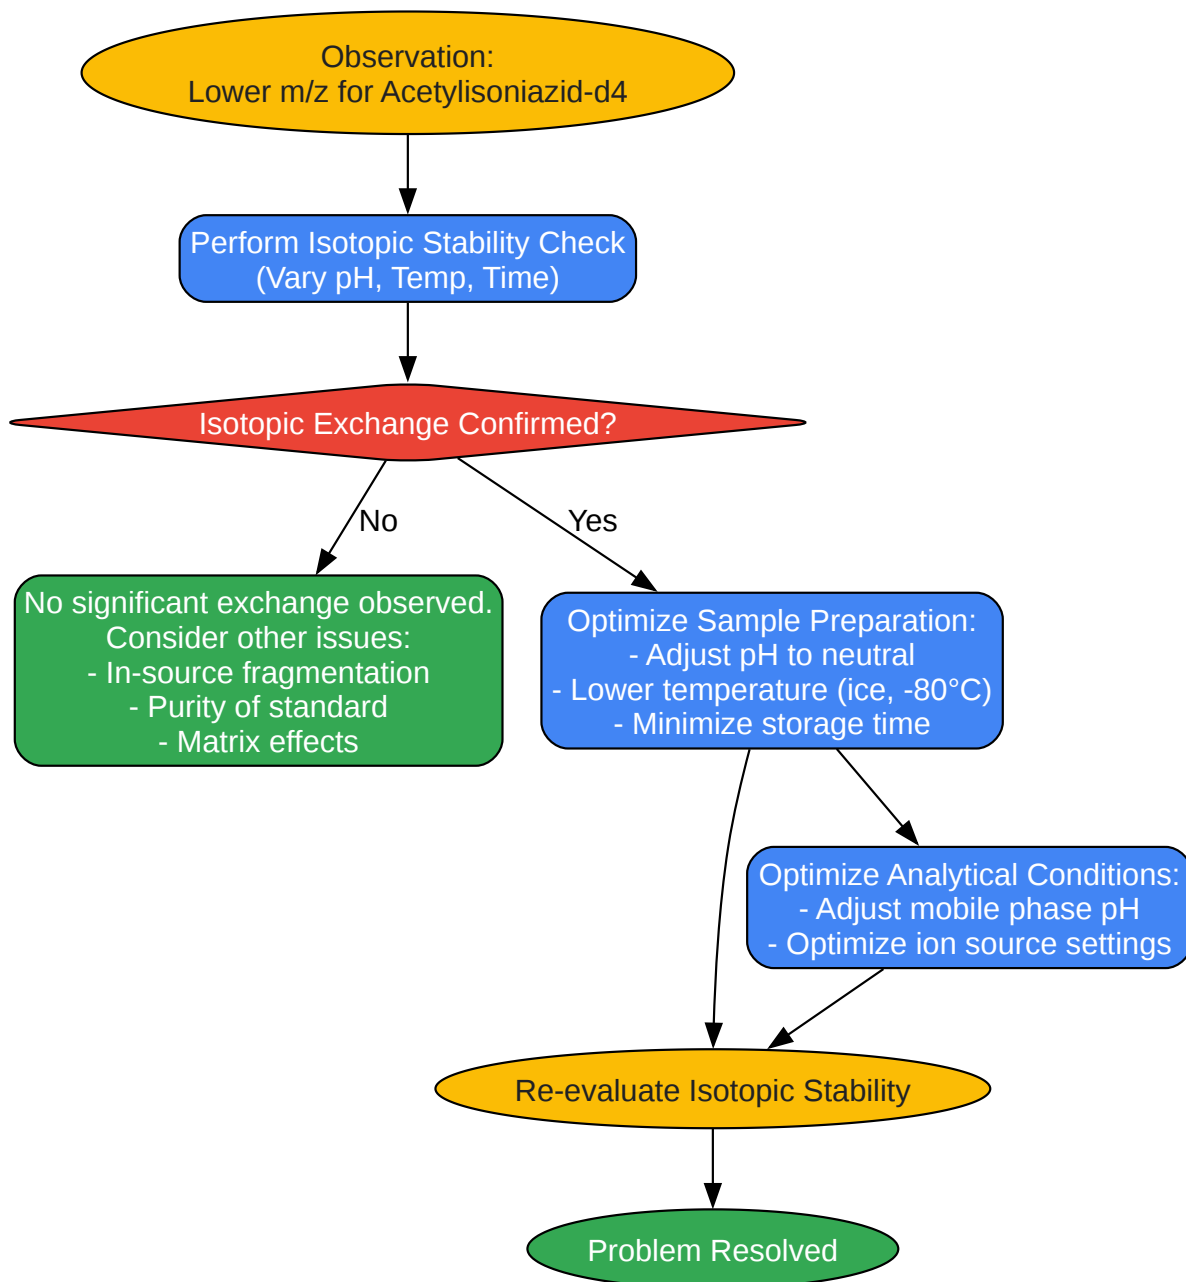 Observation:
Lower m/z for Acetylisoniazid-d4
Perform Isotopic Stability Check
(Vary pH, Temp, Time)
Isotopic Exchange Confirmed?
No
Yes
No significant exchange observed.
Consider other issues:
- In-source fragmentation
- Purity of standard
- Matrix effects
Optimize Sample Preparation:
- Adjust pH to neutral
- Lower temperature (ice, -80°C)
- Minimize storage time
Optimize Analytical Conditions:
- Adjust mobile phase pH
- Optimize ion source settings
Re-evaluate Isotopic Stability
Problem Resolved